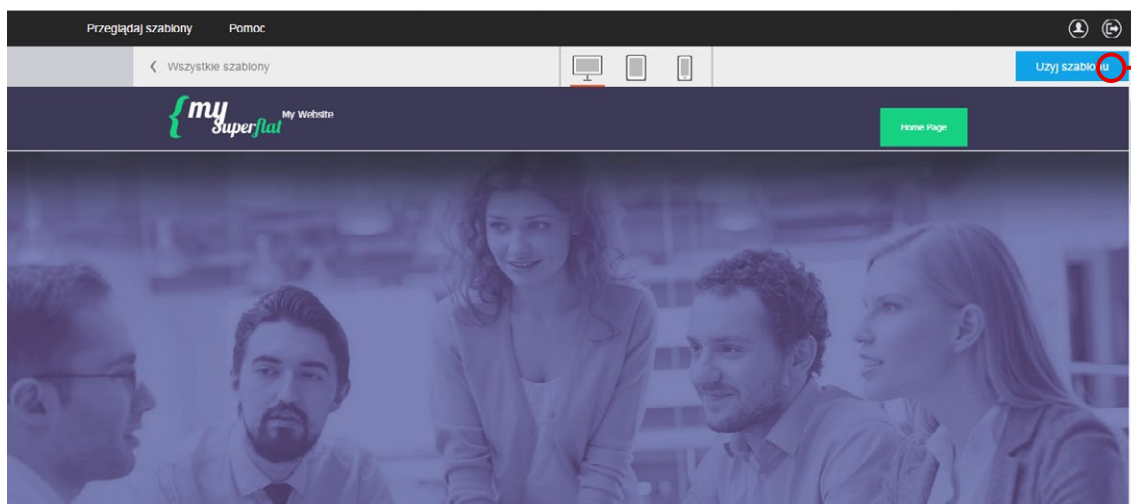 Przeglądaj szablony Pomoc
Wszystkie szablony Użyj szablonu
{my Superflat My Website
Home Page